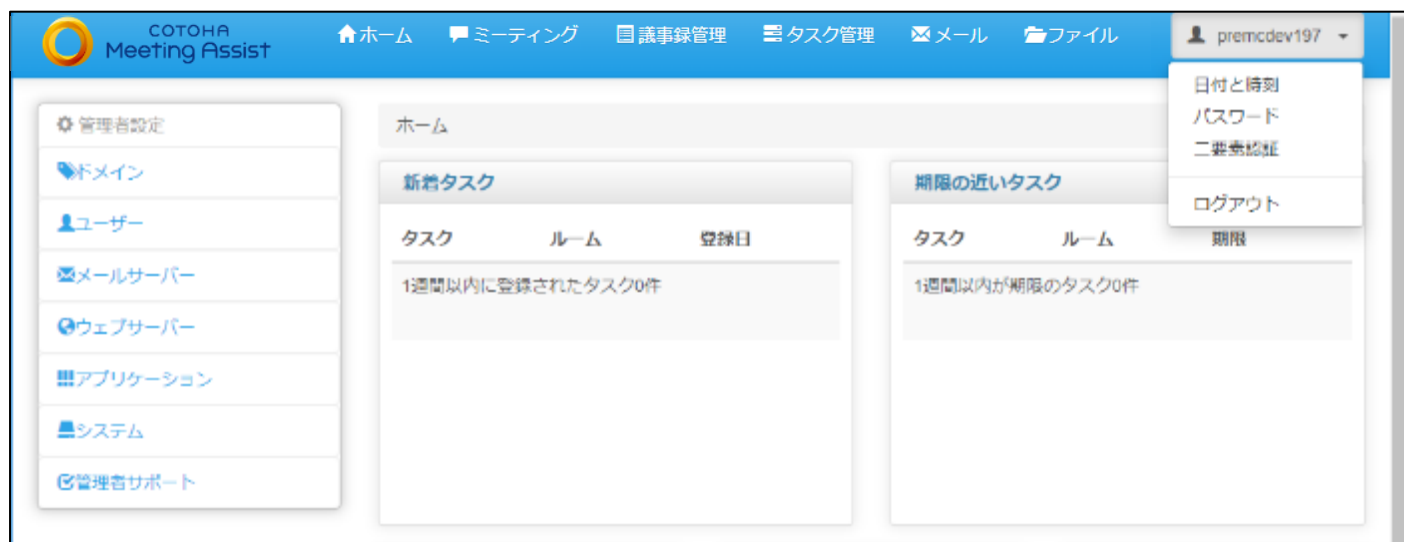 COTOHA
Meeting Assist
ホーム
ミーティング
議事録管理
タスク管理
メール
ファイル
premcdev197
日付と時刻
パスワード
二要素認証
ログアウト
管理者設定
ドメイン
ユーザー
メールサーバー
ウェブサーバー
アプリケーション
システム
管理者サポート
ホーム
新着タスク
タスク ルーム 登録日
1週間以内に登録されたタスク0件
期限の近いタスク
タスク ルーム 期限
1週間以内が期限のタスク0件